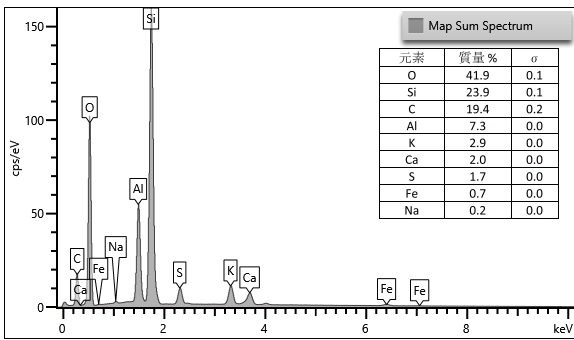 Map Sum Spectrum
元素 質量 % σ
O 41.9 0.1
Si 23.9 0.1
C 19.4 0.2
Al 7.3 0.0
K 2.9 0.0
Ca 2.0 0.0
S 1.7 0.0
Fe 0.7 0.0
Na 0.2 0.0
cps/eV
150
100
50
0
Si
O
Al
Na
C
Fe
Ca
S
K
Ca
Fe
Fe
0 2 4 6 8 keV